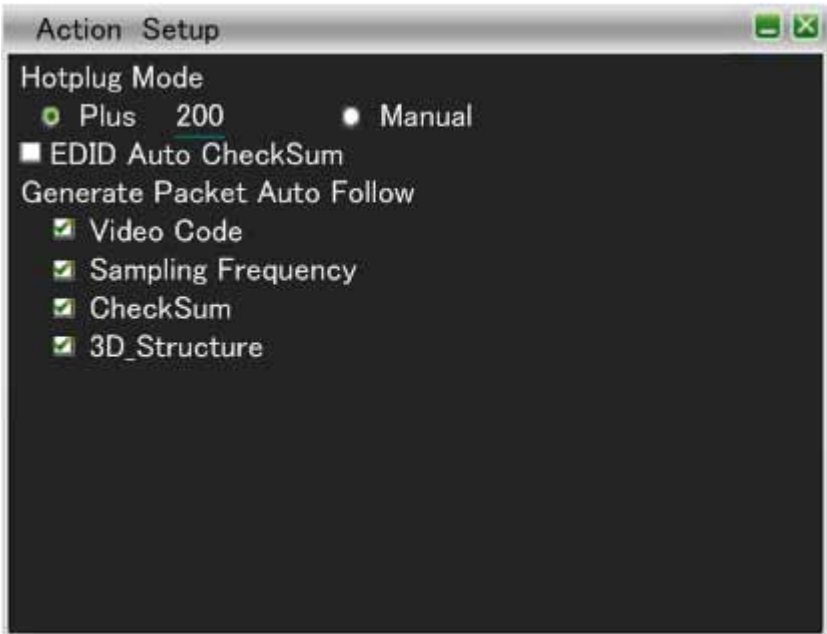 Action Setup
Hotplug Mode
Plus 200 Manual
EDID Auto CheckSum
Generate Packet Auto Follow
Video Code
Sampling Frequency
CheckSum
3D_Structure